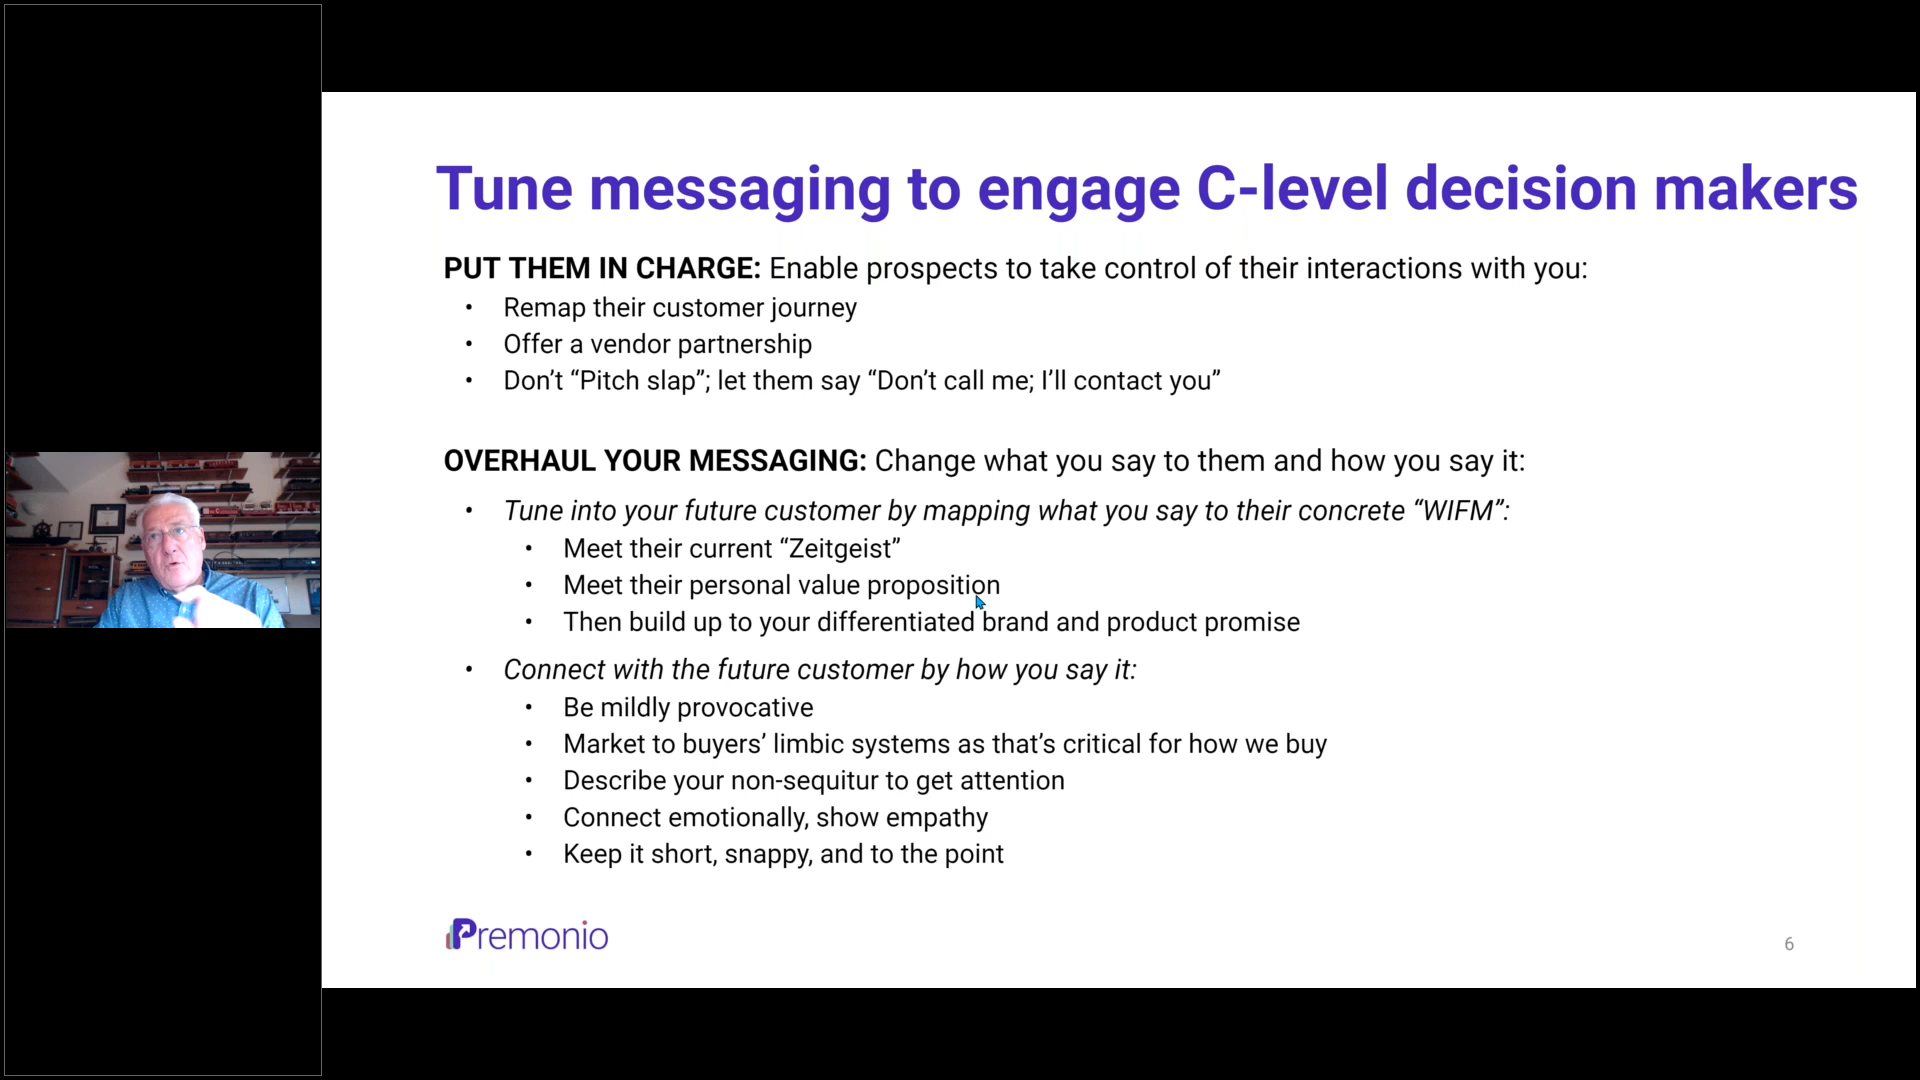 Tune messaging to engage C-level decision makers
PUT THEM IN CHARGE: Enable prospects to take control of their interactions with you:
• Remap their customer journey
• Offer a vendor partnership
• Don’t “Pitch slap”; let them say “Don’t call me; I’ll contact you”
OVERHAUL YOUR MESSAGING: Change what you say to them and how you say it:
• Tune into your future customer by mapping what you say to their concrete “WIFM”:
• Meet their current “Zeitgeist”
• Meet their personal value proposition
• Then build up to your differentiated brand and product promise
• Connect with the future customer by how you say it:
• Be mildly provocative
• Market to buyers’ limbic systems as that’s critical for how we buy
• Describe your non-sequitur to get attention
• Connect emotionally, show empathy
• Keep it short, snappy, and to the point
Premonio
6